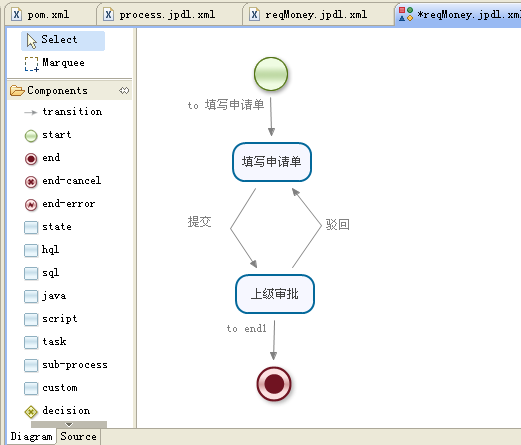 pom.xml
process.jpdl.xml
reqMoney.jpdl.xml
*reqMoney.jpdl.xml
Select
Marquee
Components
transition
start
end
end-cancel
end-error
state
hql
sql
java
script
task
sub-process
custom
decision
to 填写申请单
填写申请单
提交
驳回
上级审批
to end1
Diagram
Source